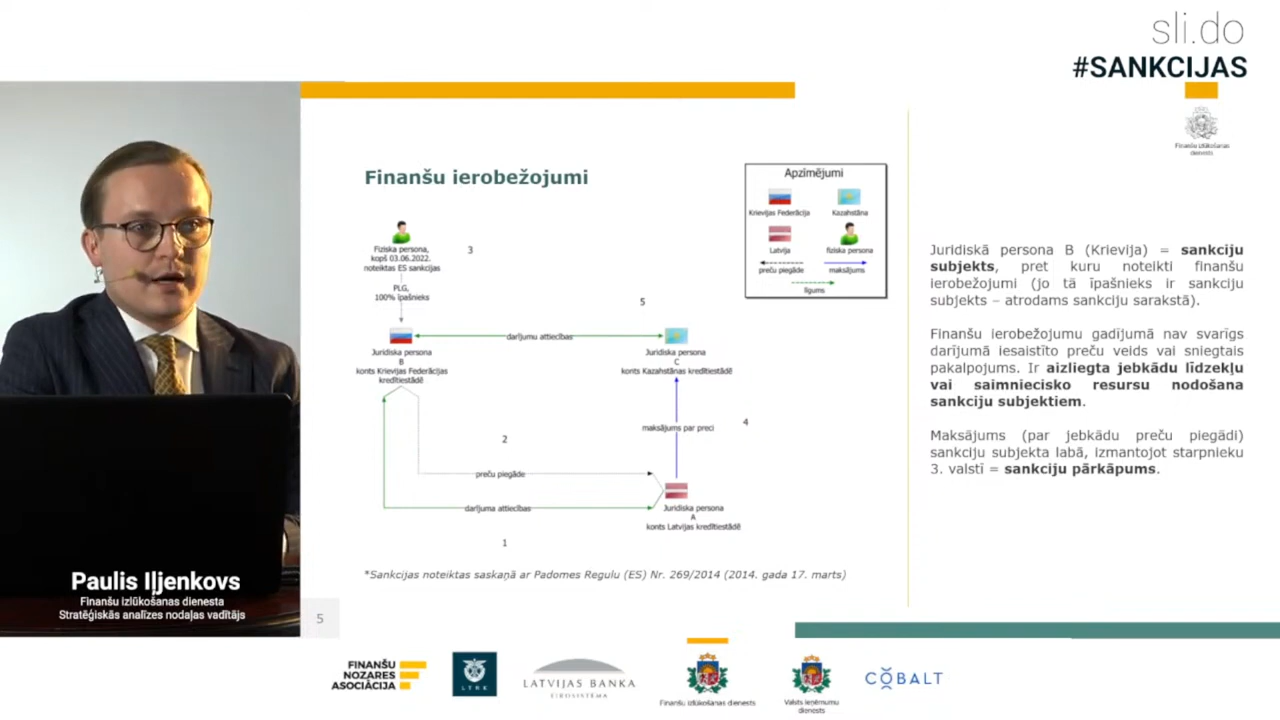 sli.do
#SANKCIJAS
Finanšu izlūkošanas
dienests
Finanšu ierobežojumi
Apzīmējumi
Krievijas Federācija
Kazahstāna
Latvija
fiziska persona
preču piegāde
maksājums
līgums
Fiziska persona,
kopš 03.06.2022.
noteiktas ES sankcijas
3
PLG,
100% īpašnieks
5
darījumu attiecības
Juridiska persona
B
konts Krievijas Federācijas
kredītiestādē
Juridiska persona
C
konts Kazahstānas kredītiestādē
maksājums par preci
4
2
preču piegāde
darījuma attiecības
Juridiska persona
A
konts Latvijas kredītiestādē
1
*Sankcijas noteiktas saskaņā ar Padomes Regulu (ES) Nr. 269/2014 (2014. gada 17. marts)
5
Juridiskā persona B (Krievija) = sankciju
subjekts, pret kuru noteikti finanšu
ierobežojumi (jo tā īpašnieks ir sankciju
subjekts – atrodams sankciju sarakstā).
Finanšu ierobežojumu gadījumā nav svarīgs
darījumā iesaistīto preču veids vai sniegtais
pakalpojums. Ir aizliegta jebkādu līdzekļu
vai saimniecisko resursu nodošana
sankciju subjektiem.
Maksājums (par jebkādu preču piegādi)
sankciju subjekta labā, izmantojot starpnieku
3. valstī = sankciju pārkāpums.
Paulis Iļjenkovs
Finanšu izlūkošanas dienesta
Stratēģiskās analīzes nodaļas vadītājs
FINANŠU
NOZARES
ASOCIĀCIJA
LTRK
LATVIJAS BANKA
EIROSISTĒMA
Finanšu izlūkošanas dienests
Valsts ieņēmumu
dienests
COBALT